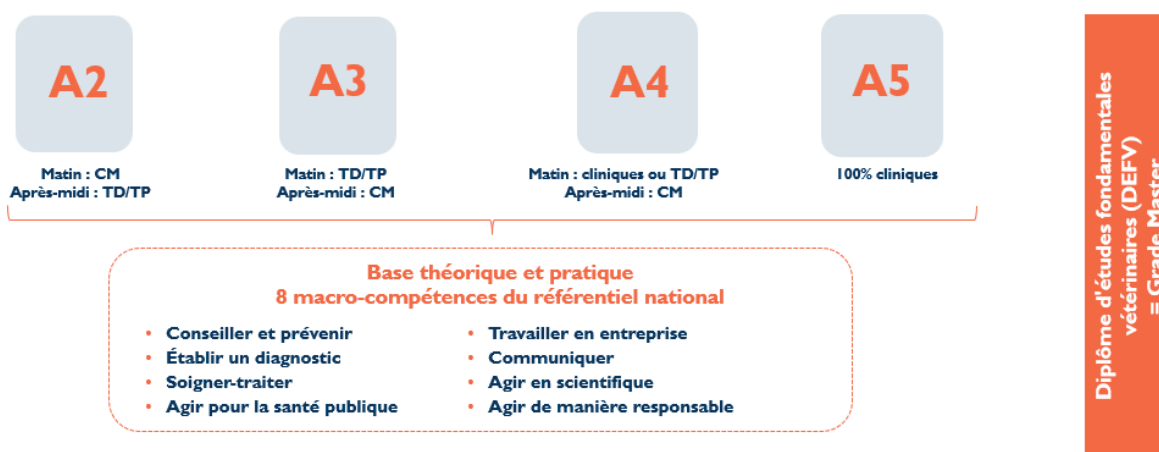 A2
A3
A4
A5
Matin : CM
Après-midi : TD/TP
Matin : TD/TP
Après-midi : CM
Matin : cliniques ou TD/TP
Après-midi : CM
100% cliniques
Base théorique et pratique
8 macro-compétences du référentiel national
• Conseiller et prévenir
• Établir un diagnostic
• Soigner-traiter
• Agir pour la santé publique
• Travailler en entreprise
• Communiquer
• Agir en scientifique
• Agir de manière responsable
Diplôme d'études fondamentales
vétérinaires (DEFV)
= Grade Master